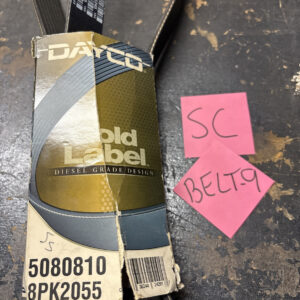 DAYCO
Gold Label
DIESEL GRADE/DESIGN
5080810
8PK2055
SC
BELT-9